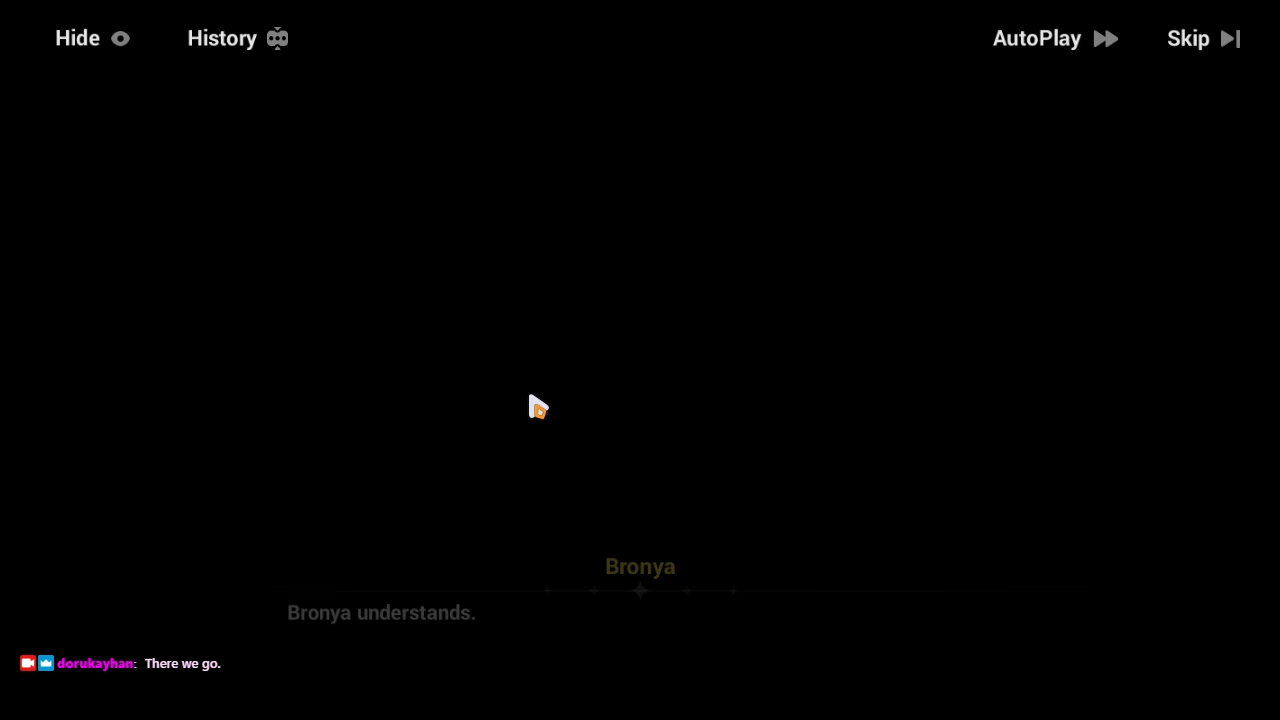 Hide
History
AutoPlay
Skip
Bronya
Bronya understands.
dorukayhan: There we go.